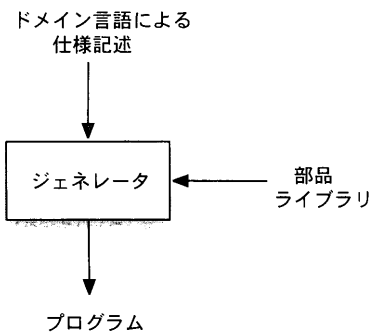 ドメイン言語による
仕様記述
ジェネレータ
部品
ライブラリ
プログラム